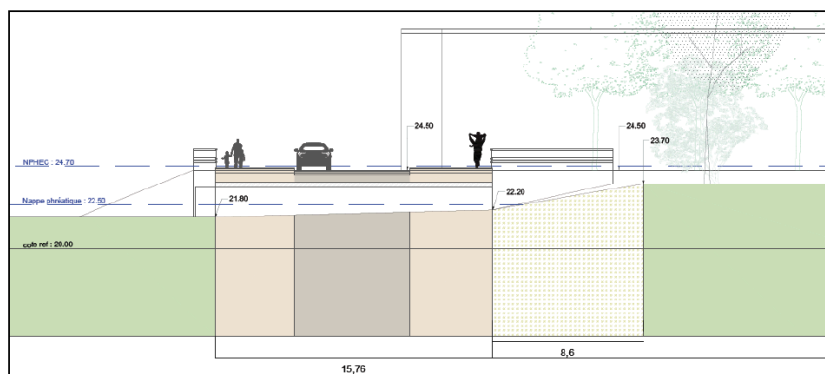 24.50
24.50
23.70
NPHEC : 24.70
Nappe phréatique : 22.50
21.80
22.20
cote ref : 20.00
8,6
15,76